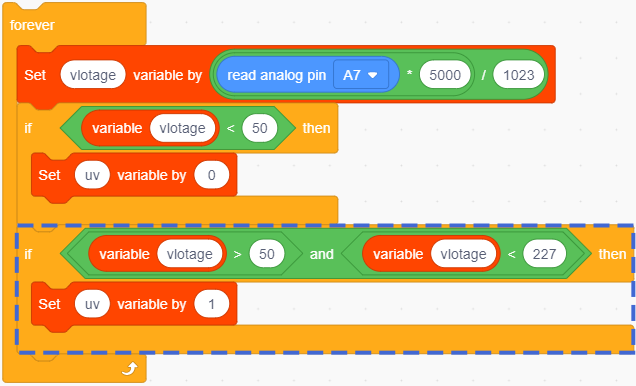 forever
Set vlotage variable by read analog pin A7 * 5000 / 1023
if variable vlotage < 50 then
Set uv variable by 0
if variable vlotage > 50 and variable vlotage < 227 then
Set uv variable by 1